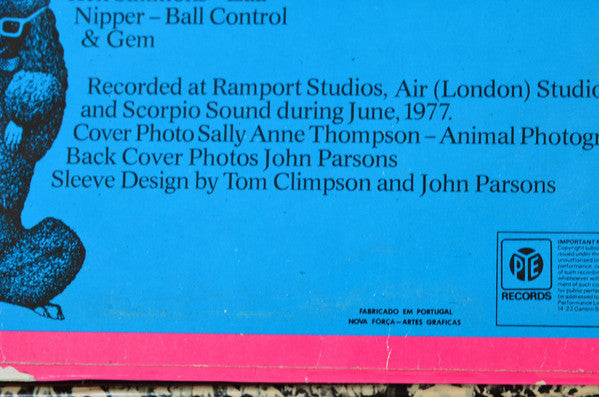 Nipper – Ball Control
& Gem
Recorded at Ramport Studios, Air (London) Studio
and Scorpio Sound during June, 1977.
Cover Photo Sally Anne Thompson – Animal Photogr
Back Cover Photos John Parsons
Sleeve Design by Tom Climpson and John Parsons
PYE
RECORDS
IMPORTANT
FABRICADO EM PORTUGAL
NOVA FORÇA — ARTES GRAFICAS